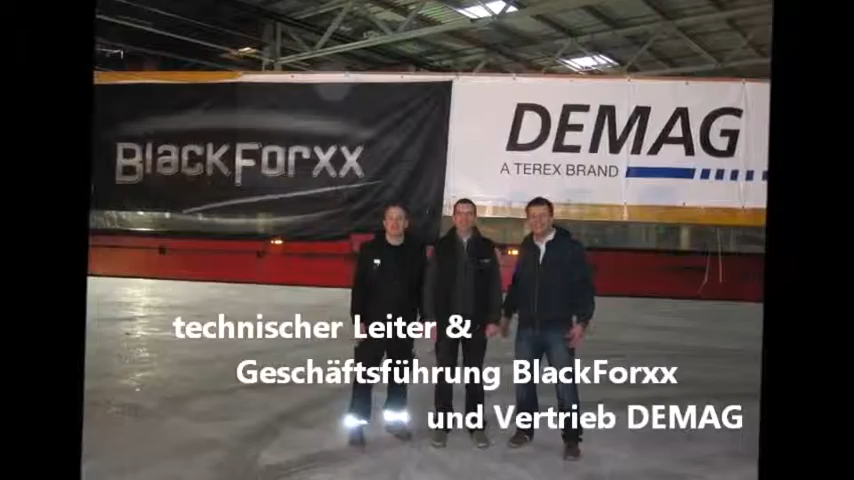 BlackForxx
DEMAG
A TEREX BRAND
technischer Leiter &
Geschäftsführung BlackForxx
und Vertrieb DEMAG